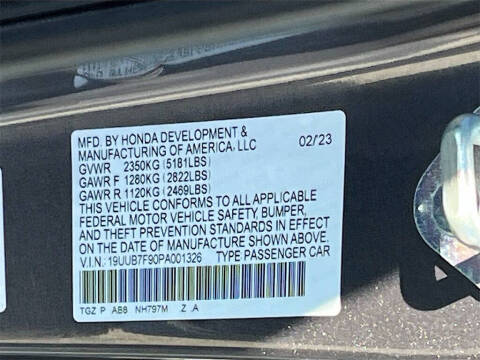 MFD. BY HONDA DEVELOPMENT &
MANUFACTURING OF AMERICA, LLC 02/23
GVWR 2350KG (5181LBS)
GAWR F 1280KG (2822LBS)
GAWR R 1120KG (2469LBS)
THIS VEHICLE CONFORMS TO ALL APPLICABLE
FEDERAL MOTOR VEHICLE SAFETY, BUMPER,
AND THEFT PREVENTION STANDARDS IN EFFECT
ON THE DATE OF MANUFACTURE SHOWN ABOVE.
V.I.N.: 19UUB7F90PA001326 TYPE PASSENGER CAR
TGZ P AB8 NH797M Z .A